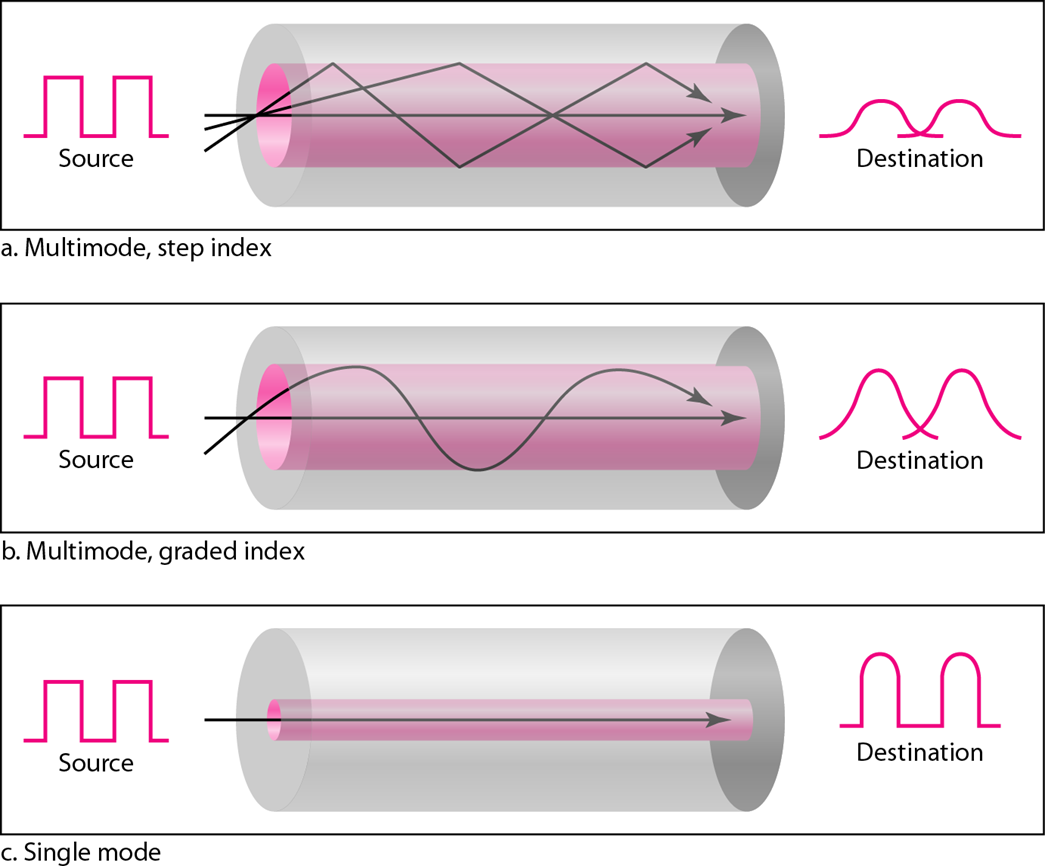 Source
Destination
a. Multimode, step index
Source
Destination
b. Multimode, graded index
Source
Destination
c. Single mode